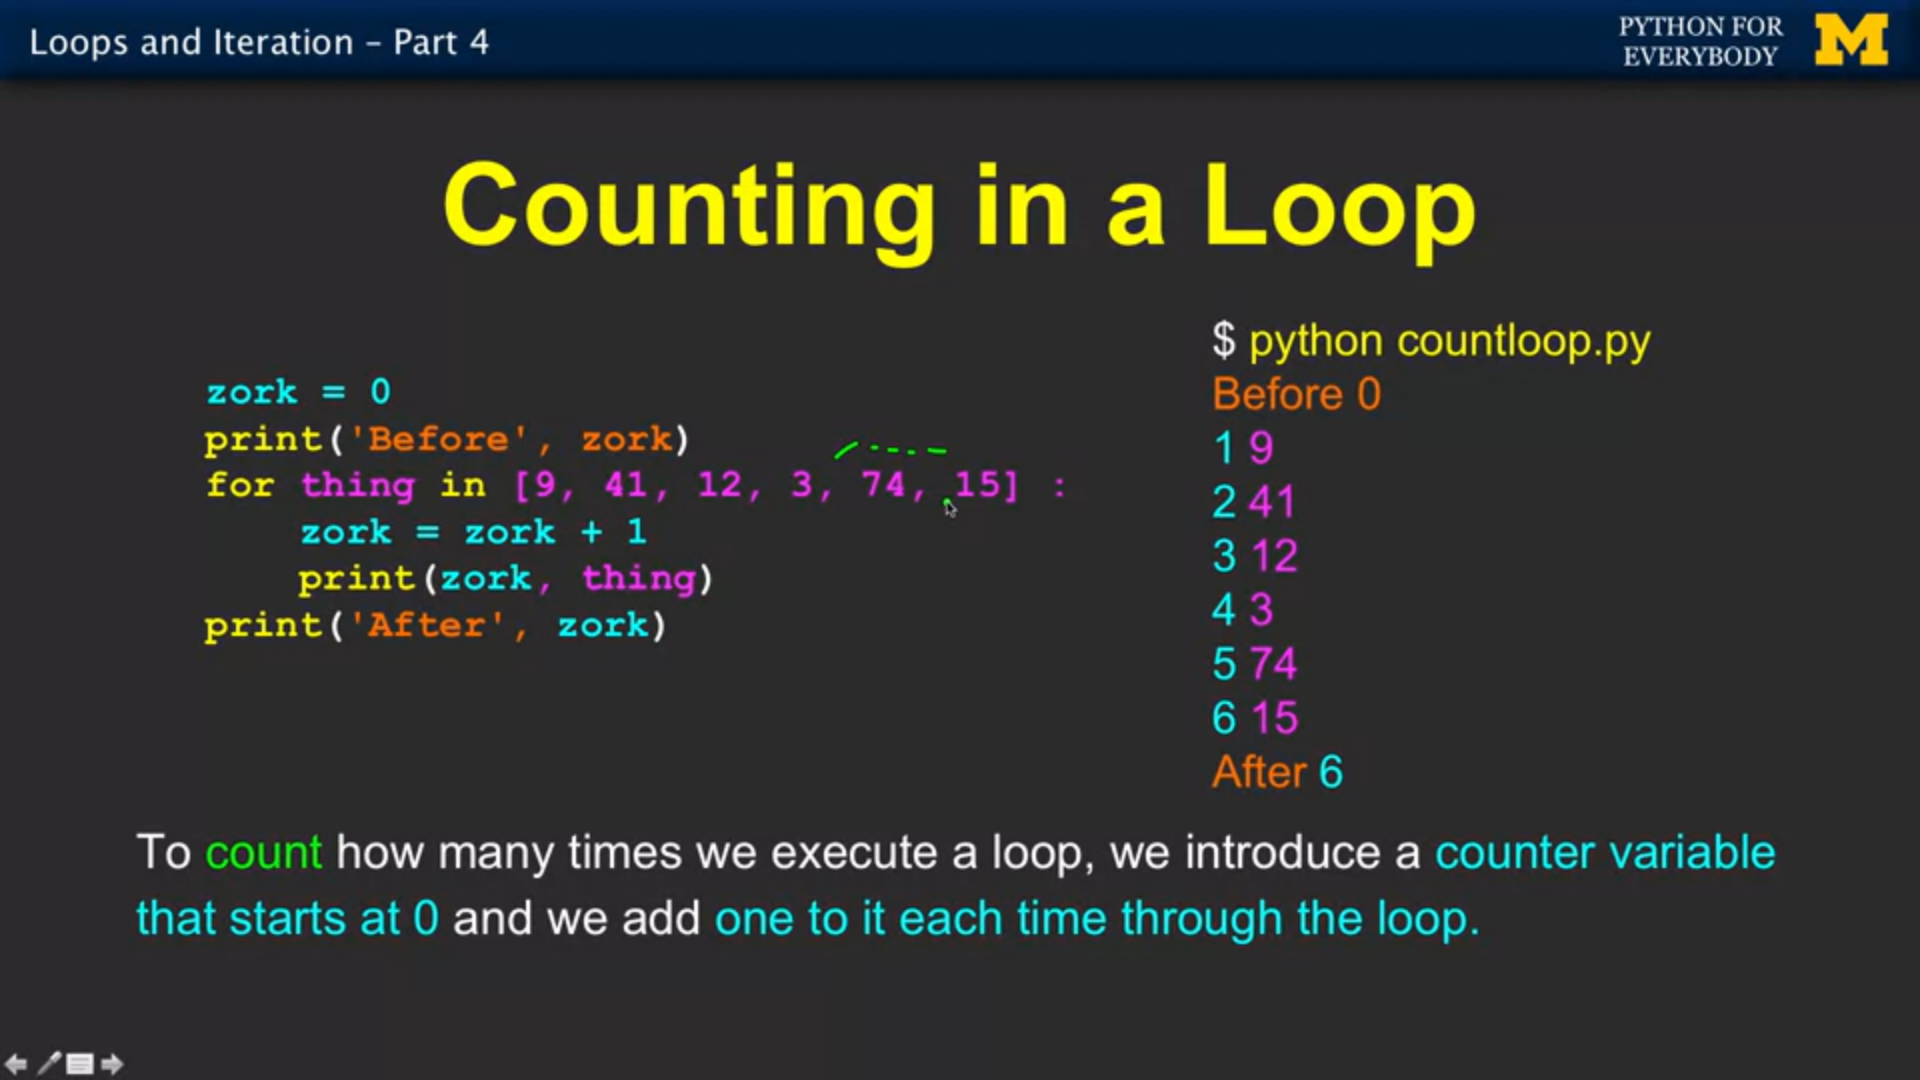 Loops and Iteration – Part 4
PYTHON FOR
EVERYBODY
M
Counting in a Loop
zork = 0
print('Before', zork)
for thing in [9, 41, 12, 3, 74, 15] :
    zork = zork + 1
    print(zork, thing)
print('After', zork)
$ python countloop.py
Before 0
1 9
2 41
3 12
4 3
5 74
6 15
After 6
To count how many times we execute a loop, we introduce a counter variable
that starts at 0 and we add one to it each time through the loop.